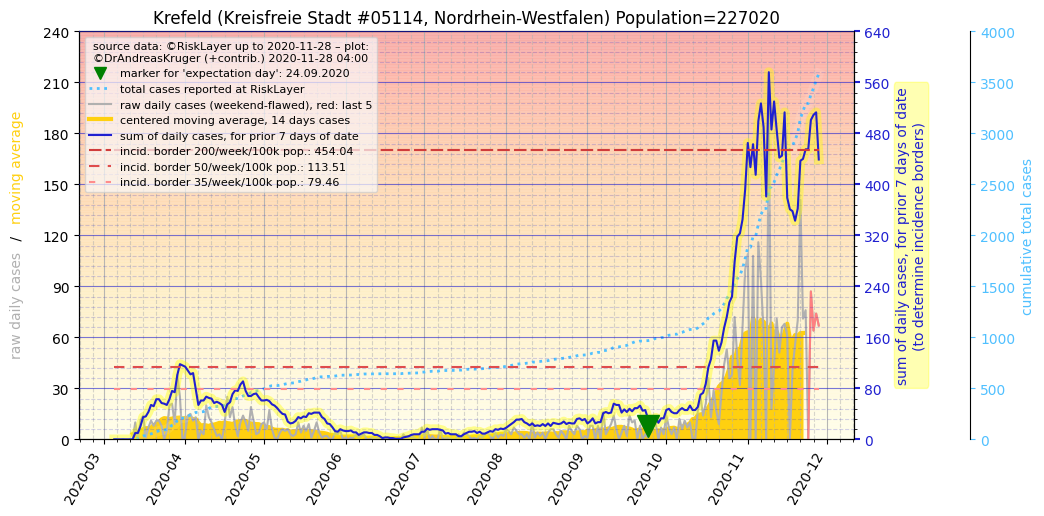 Krefeld (Kreisfreie Stadt #05114, Nordrhein-Westfalen) Population=227020
source data: ©RiskLayer up to 2020-11-28 – plot:
©DrAndreasKruger (+contrib.) 2020-11-28 04:00
marker for 'expectation day': 24.09.2020
total cases reported at RiskLayer
raw daily cases (weekend-flawed), red: last 5
centered moving average, 14 days cases
sum of daily cases, for prior 7 days of date
incid. border 200/week/100k pop.: 454.04
incid. border 50/week/100k pop.: 113.51
incid. border 35/week/100k pop.: 79.46
raw daily cases / moving average
240
210
180
150
120
90
60
30
0
640
560
480
400
320
240
160
80
0
sum of daily cases, for prior 7 days of date
(to determine incidence borders)
4000
3500
3000
2500
2000
1500
1000
500
0
cumulative total cases
2020-03
2020-04
2020-05
2020-06
2020-07
2020-08
2020-09
2020-10
2020-11
2020-12